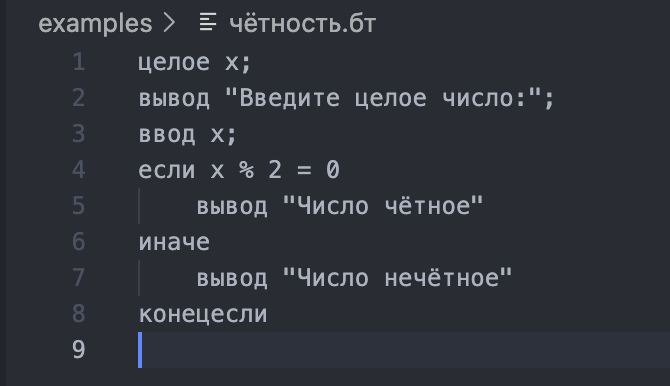 examples > чётность.бт
1 целое x;
2 вывод "Введите целое число:";
3 ввод x;
4 если x % 2 = 0
5     вывод "Число чётное"
6 иначе
7     вывод "Число нечётное"
8 конецесли
9